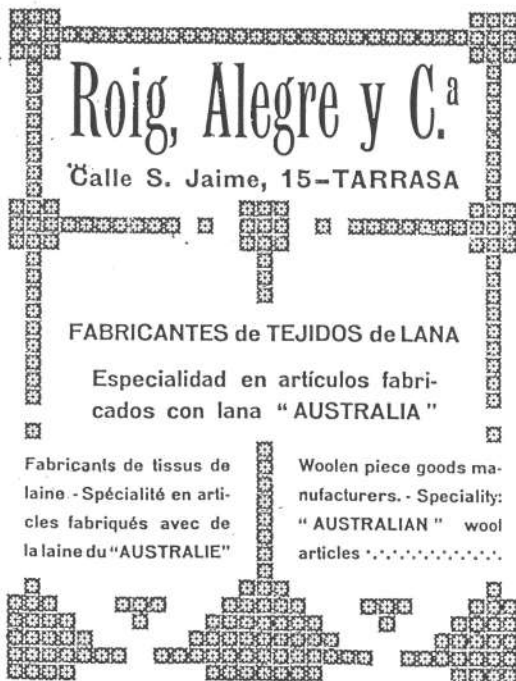 Roig, Alegre y C.ª
Calle S. Jaime, 15-TARRASA
FABRICANTES de TEJIDOS de LANA
Especialidad en artículos fabri-
cados con lana “AUSTRALIA”
Fabricants de tissus de
laine. - Spécialité en arti-
cles fabriqués avec de
la laine du “AUSTRALIE”
Woolen piece goods ma-
nufacturers. - Speciality:
“AUSTRALIAN” wool
articles